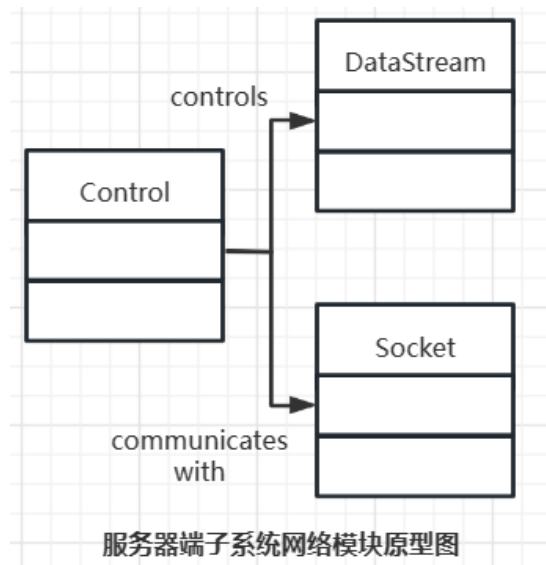 DataStream
controls
Control
Socket
communicates
with
服务器端子系统网络模块原型图